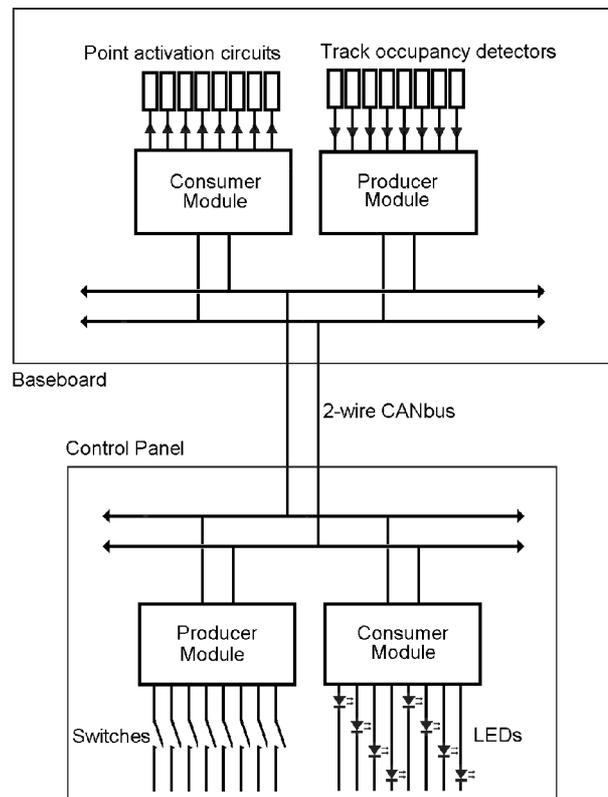 Point activation circuits
Track occupancy detectors
Consumer
Module
Producer
Module
Baseboard
2-wire CANbus
Control Panel
Producer
Module
Consumer
Module
Switches
LEDs